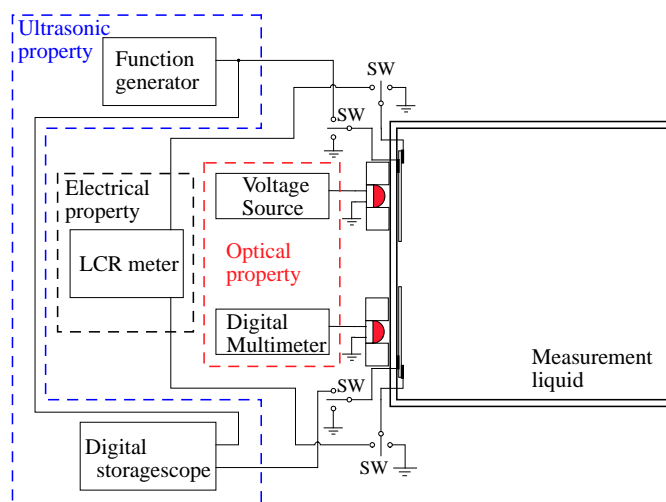 Ultrasonic
property
Function
generator
SW
SW
Electrical
property
LCR meter
Voltage
Source
Optical
property
Digital
Multimeter
Measurement
liquid
SW
Digital
storagescope
SW